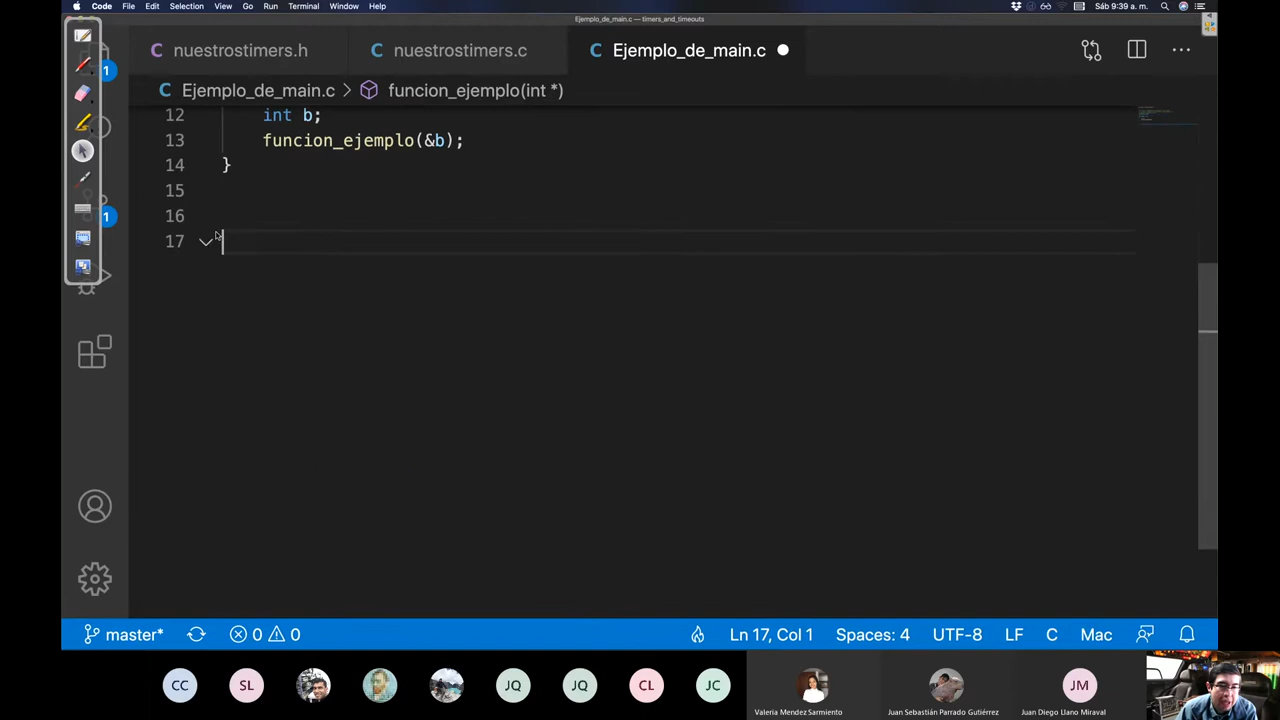 Code File Edit Selection View Go Run Terminal Window Help Sáb 9:39 a. m.
Ejemplo_de_main.c — timers_and_timeouts
C nuestrostimers.h C nuestrostimers.c C Ejemplo_de_main.c
1
C Ejemplo_de_main.c > funcion_ejemplo(int *)
12 int b;
13 funcion_ejemplo(&b);
14 }
15
16
1
17
master* 0 0 Ln 17, Col 1 Spaces: 4 UTF-8 LF C Mac
CC SL JQ JQ CL JC JM
Valeria Mendez Sarmiento Juan Sebastián Parrado Gutiérrez Juan Diego Llano Miraval